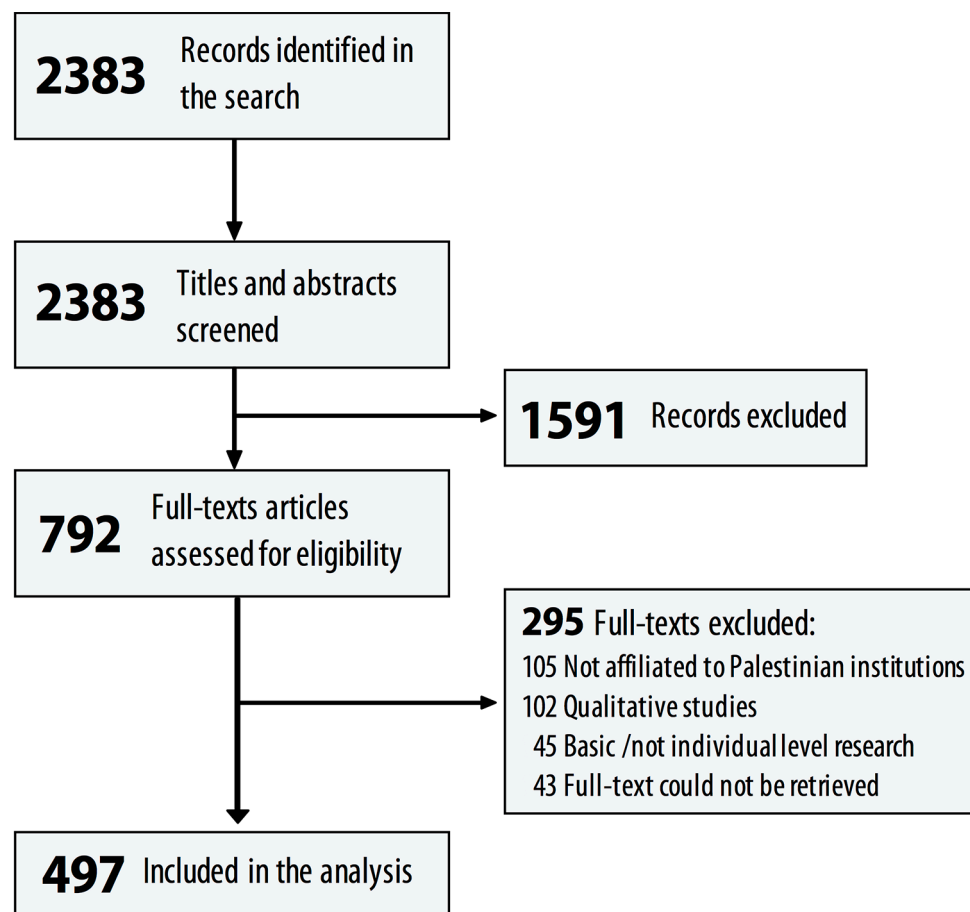 2383 Records identified in
the search
2383 Titles and abstracts
screened
1591 Records excluded
792 Full-texts articles
assessed for eligibility
295 Full-texts excluded:
105 Not affiliated to Palestinian institutions
102 Qualitative studies
45 Basic /not individual level research
43 Full-text could not be retrieved
497 Included in the analysis